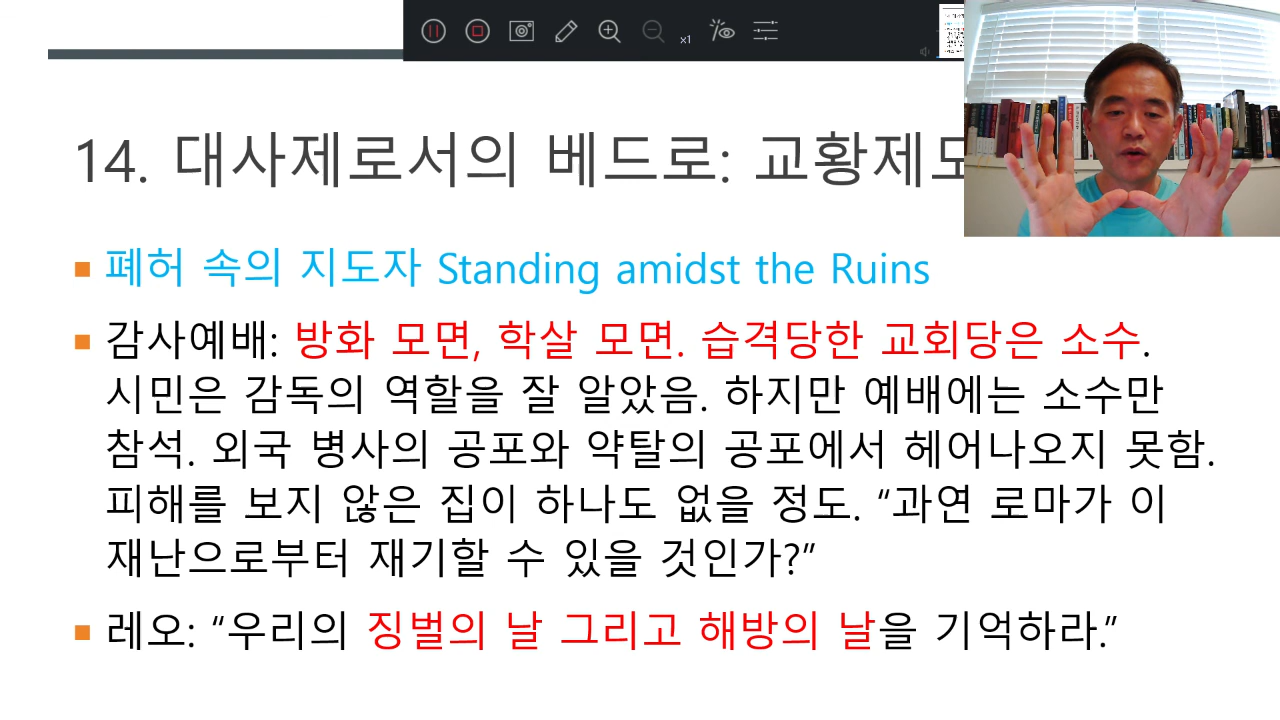 x1
14. 대사제로서의 베드로: 교황제도
■ 폐허 속의 지도자 Standing amidst the Ruins
■ 감사예배: 방화 모면, 학살 모면. 습격당한 교회당은 소수.
시민은 감독의 역할을 잘 알았음. 하지만 예배에는 소수만
참석. 외국 병사의 공포와 약탈의 공포에서 헤어나오지 못함.
피해를 보지 않은 집이 하나도 없을 정도. “과연 로마가 이
재난으로부터 재기할 수 있을 것인가?”
■ 레오: “우리의 징벌의 날 그리고 해방의 날을 기억하라.”